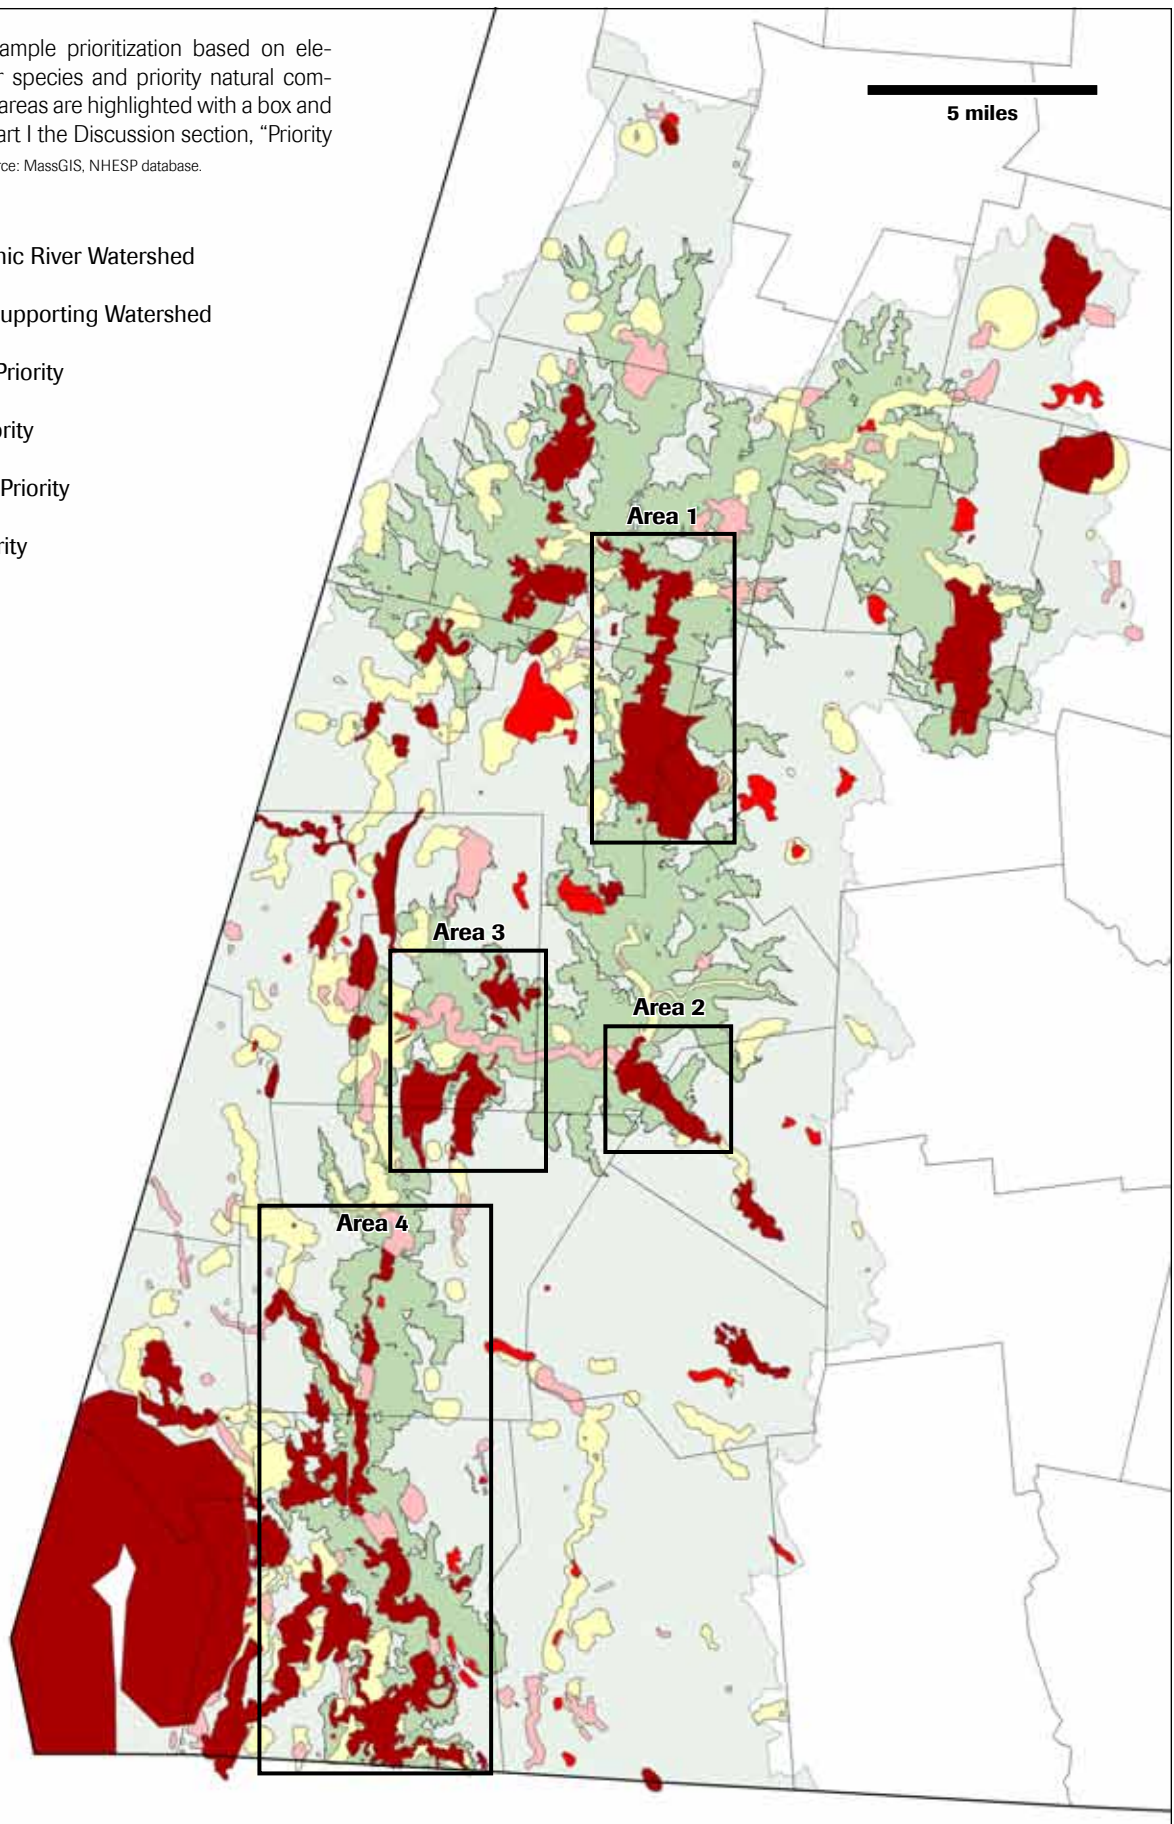 ample prioritization based on ele-
r species and priority natural com-
areas are highlighted with a box and
art I the Discussion section, “Priority
rce: MassGIS, NHESP database.
5 miles
nic River Watershed
upporting Watershed
Priority
ority
Priority
rity
Area 1
Area 3
Area 2
Area 4